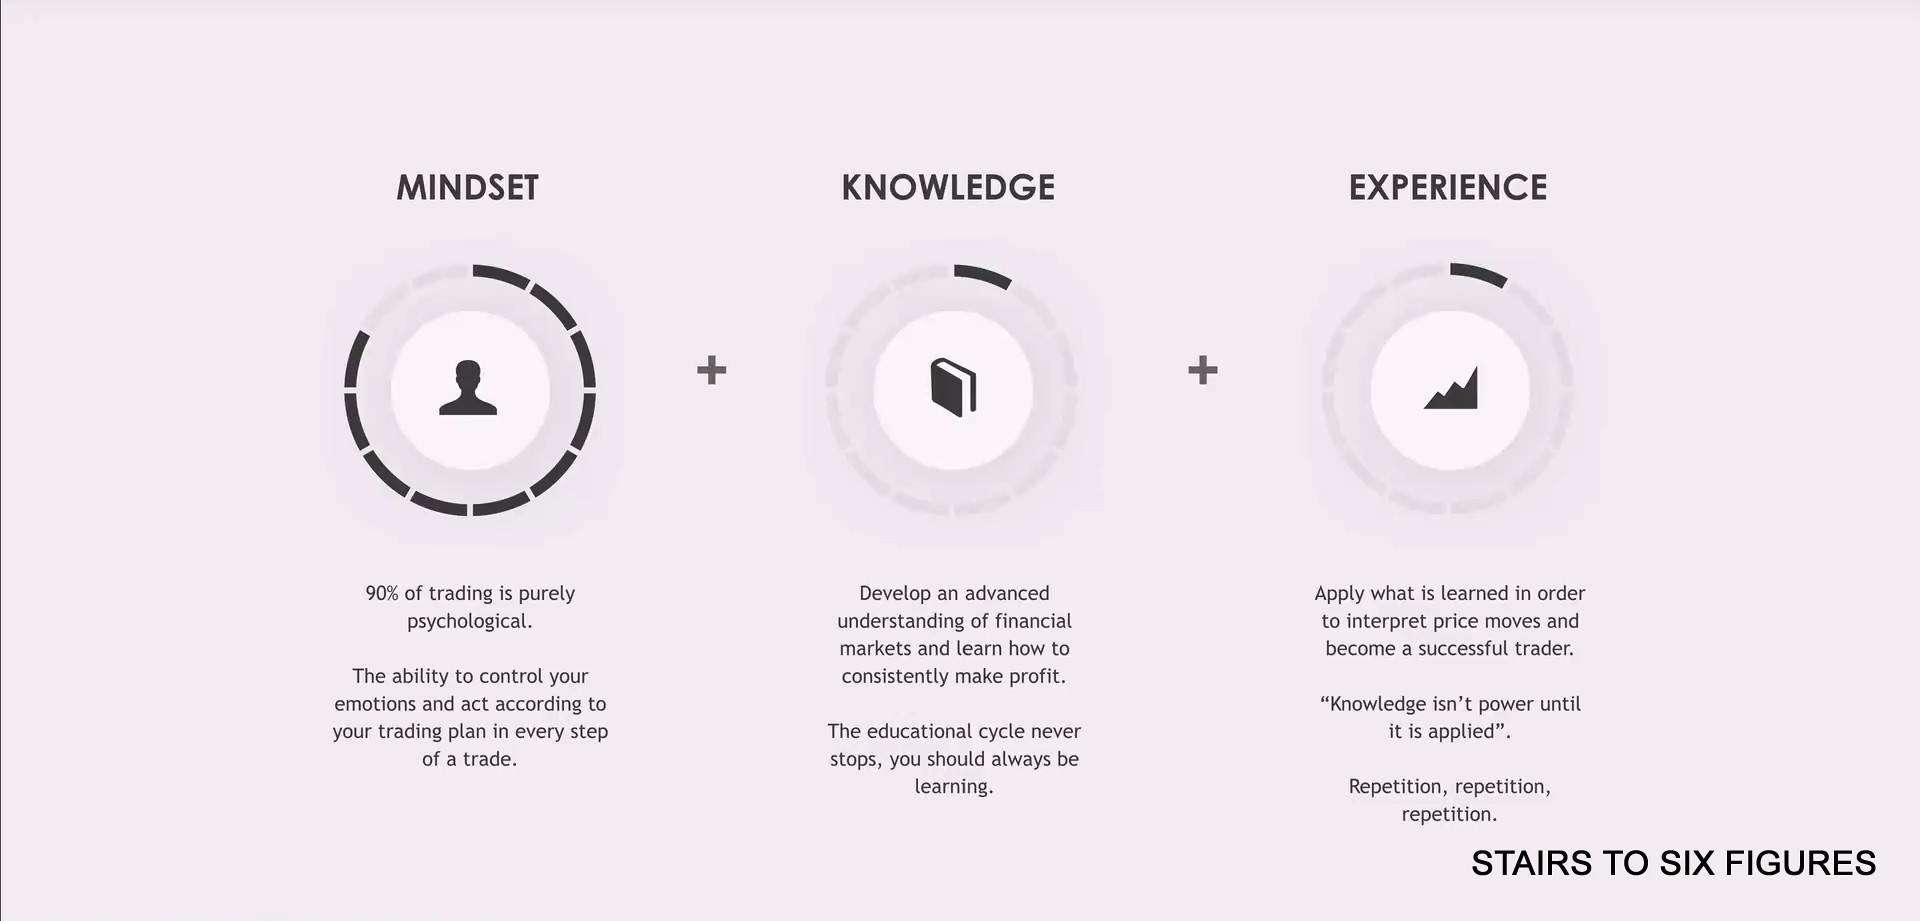 MINDSET
90% of trading is purely
psychological.
The ability to control your
emotions and act according to
your trading plan in every step
of a trade.
+
KNOWLEDGE
Develop an advanced
understanding of financial
markets and learn how to
consistently make profit.
The educational cycle never
stops, you should always be
learning.
+
EXPERIENCE
Apply what is learned in order
to interpret price moves and
become a successful trader.
“Knowledge isn’t power until
it is applied”.
Repetition, repetition,
repetition.
STAIRS TO SIX FIGURES